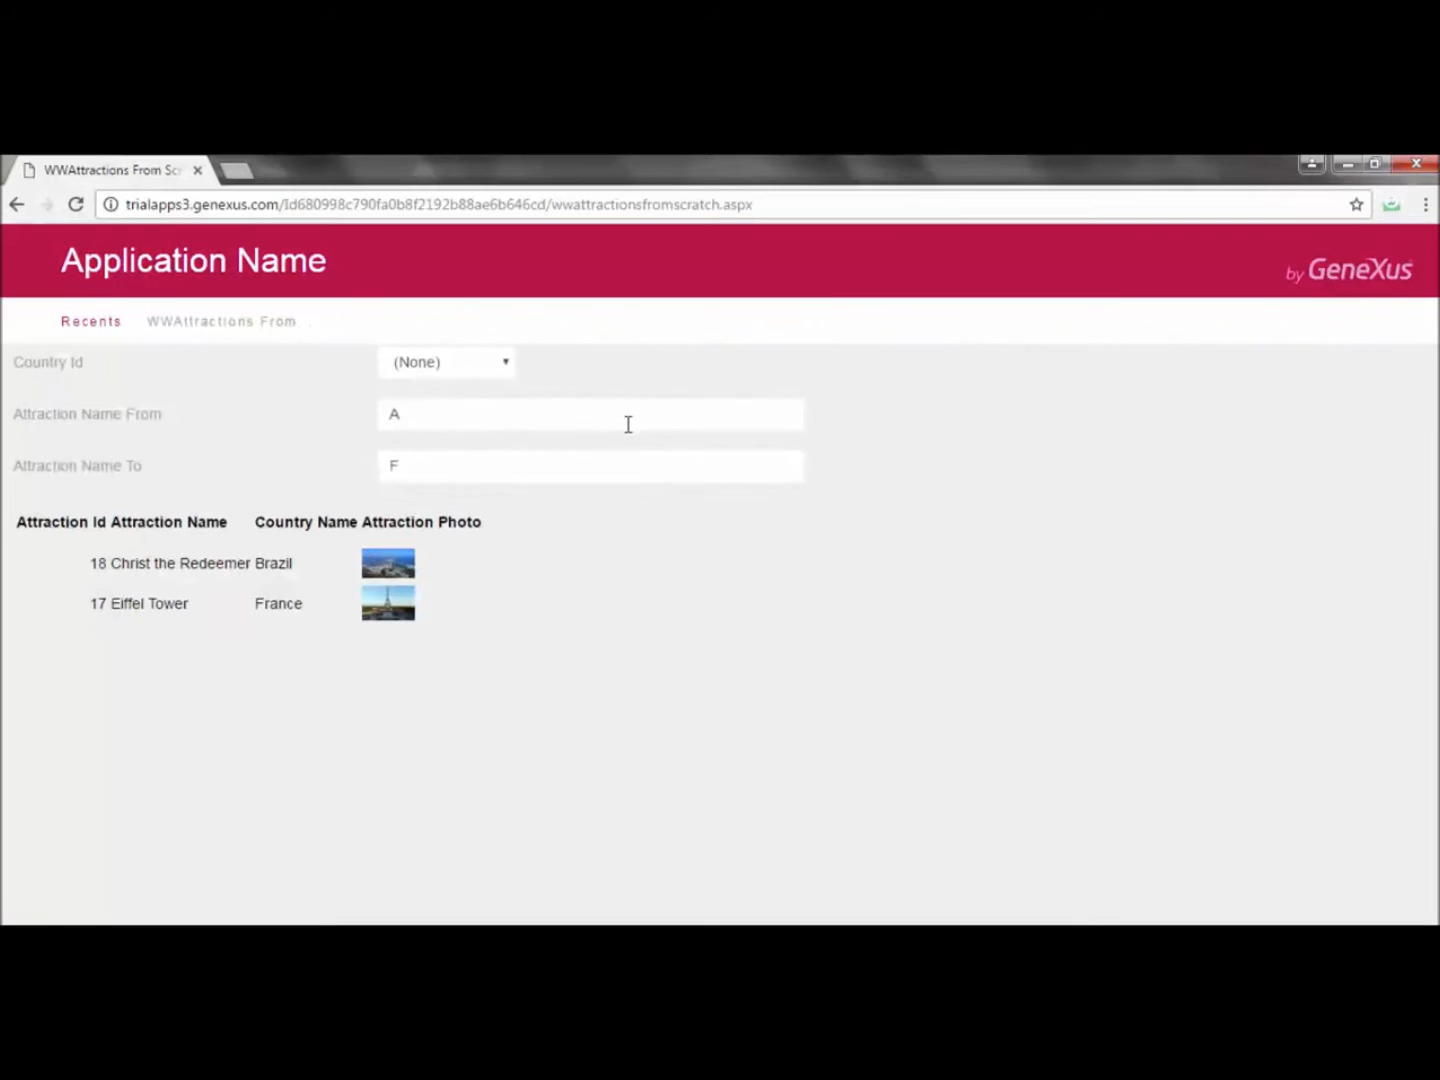 WWAttractions From Scr
trialapps3.genexus.com/Id680998c790fa0b8f2192b88ae6b646cd/wwattractionsfromscratch.aspx
Application Name
by GeneXus
Recents WWAttractions From
Country Id (None)
Attraction Name From A
Attraction Name To F
Attraction Id Attraction Name Country Name Attraction Photo
18 Christ the Redeemer Brazil
17 Eiffel Tower France